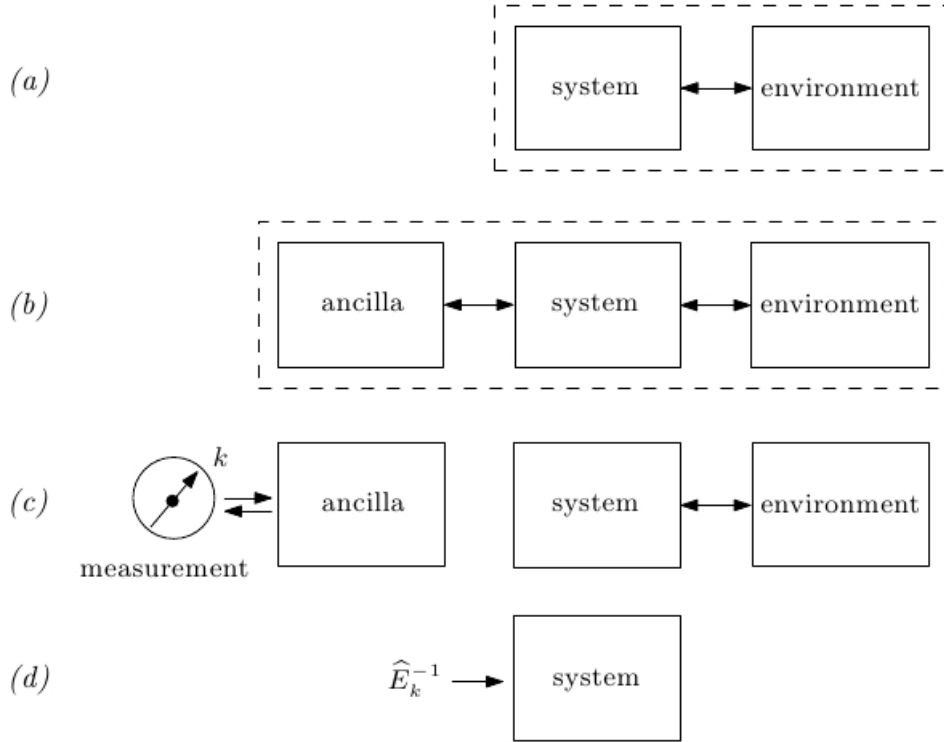 (a) system environment
(b) ancilla system environment
k
(c) ancilla system environment
measurement
(d) Ê_k^{-1} system